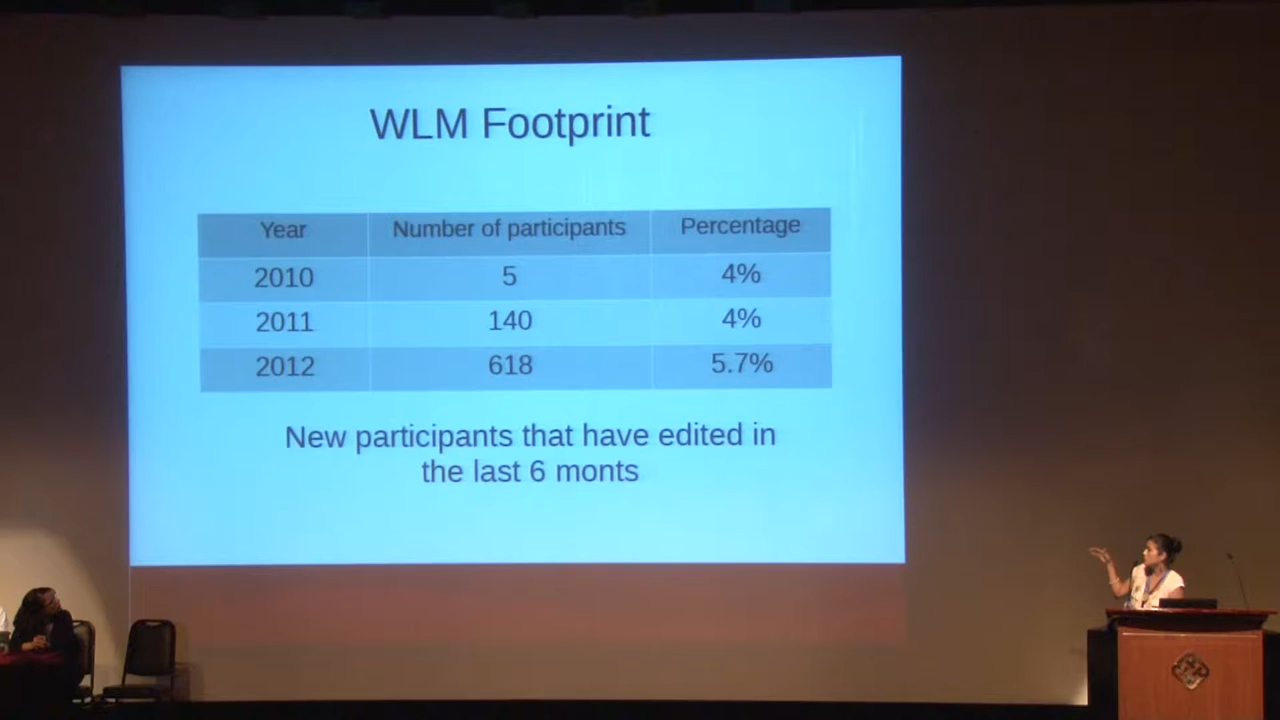 WLM Footprint
Year Number of participants Percentage
2010 5 4%
2011 140 4%
2012 618 5.7%
New participants that have edited in
the last 6 monts